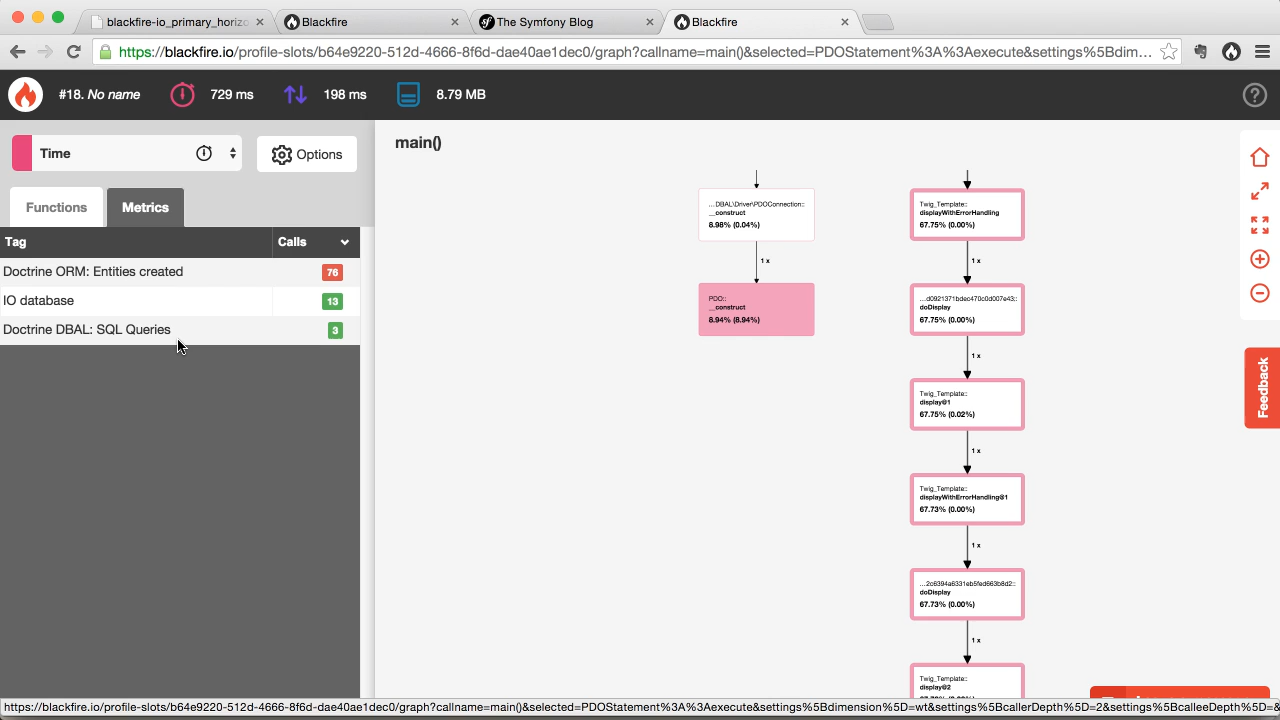 blackfire-io_primary_horizo
Blackfire
The Symfony Blog
Blackfire
https://blackfire.io/profile-slots/b64e9220-512d-4666-8f6d-dae40ae1dec0/graph?callname=main()&selected=PDOStatement%3A%3Aexecute&settings%5Bdim...
#18. No name
729 ms
198 ms
8.79 MB
Time
Options
Functions
Metrics
Tag
Calls
Doctrine ORM: Entities created
76
IO database
13
Doctrine DBAL: SQL Queries
3
main()
...DBAL\Driver\PDOConnection::
__construct
8.98% (0.04%)
1 x
PDO::
__construct
8.94% (8.94%)
Twig_Template::
displayWithErrorHandling
67.75% (0.00%)
1 x
...d0921371bdec470c0d007e43::
doDisplay
67.75% (0.00%)
1 x
Twig_Template::
display@1
67.75% (0.02%)
1 x
Twig_Template::
displayWithErrorHandling@1
67.73% (0.00%)
1 x
...2c6394a6331eb5fed663b8d2::
doDisplay
67.73% (0.00%)
1 x
Twig_Template::
display@2
Feedback
https://blackfire.io/profile-slots/b64e9220-512d-4666-8f6d-dae40ae1dec0/graph?callname=main()&selected=PDOStatement%3A%3Aexecute&settings%5Bdimension%5D=wt&settings%5BcallerDepth%5D=2&settings%5BcalleeDepth%5D=